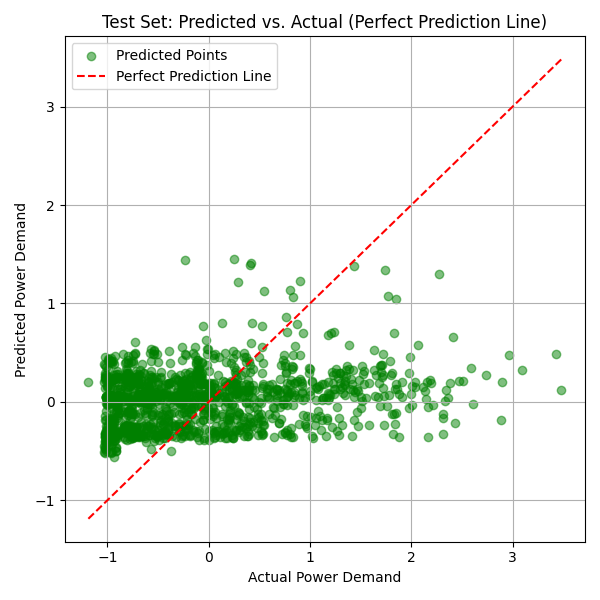 Test Set: Predicted vs. Actual (Perfect Prediction Line)
Predicted Points
Perfect Prediction Line
3
2
1
0
−1
Predicted Power Demand
−1 0 1 2 3
Actual Power Demand